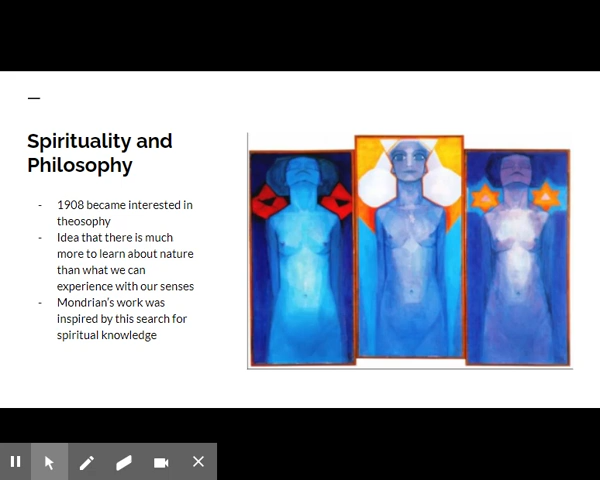 Spirituality and
Philosophy
- 1908 became interested in
theosophy
- Idea that there is much
more to learn about nature
than what we can
experience with our senses
- Mondrian's work was
inspired by this search for
spiritual knowledge